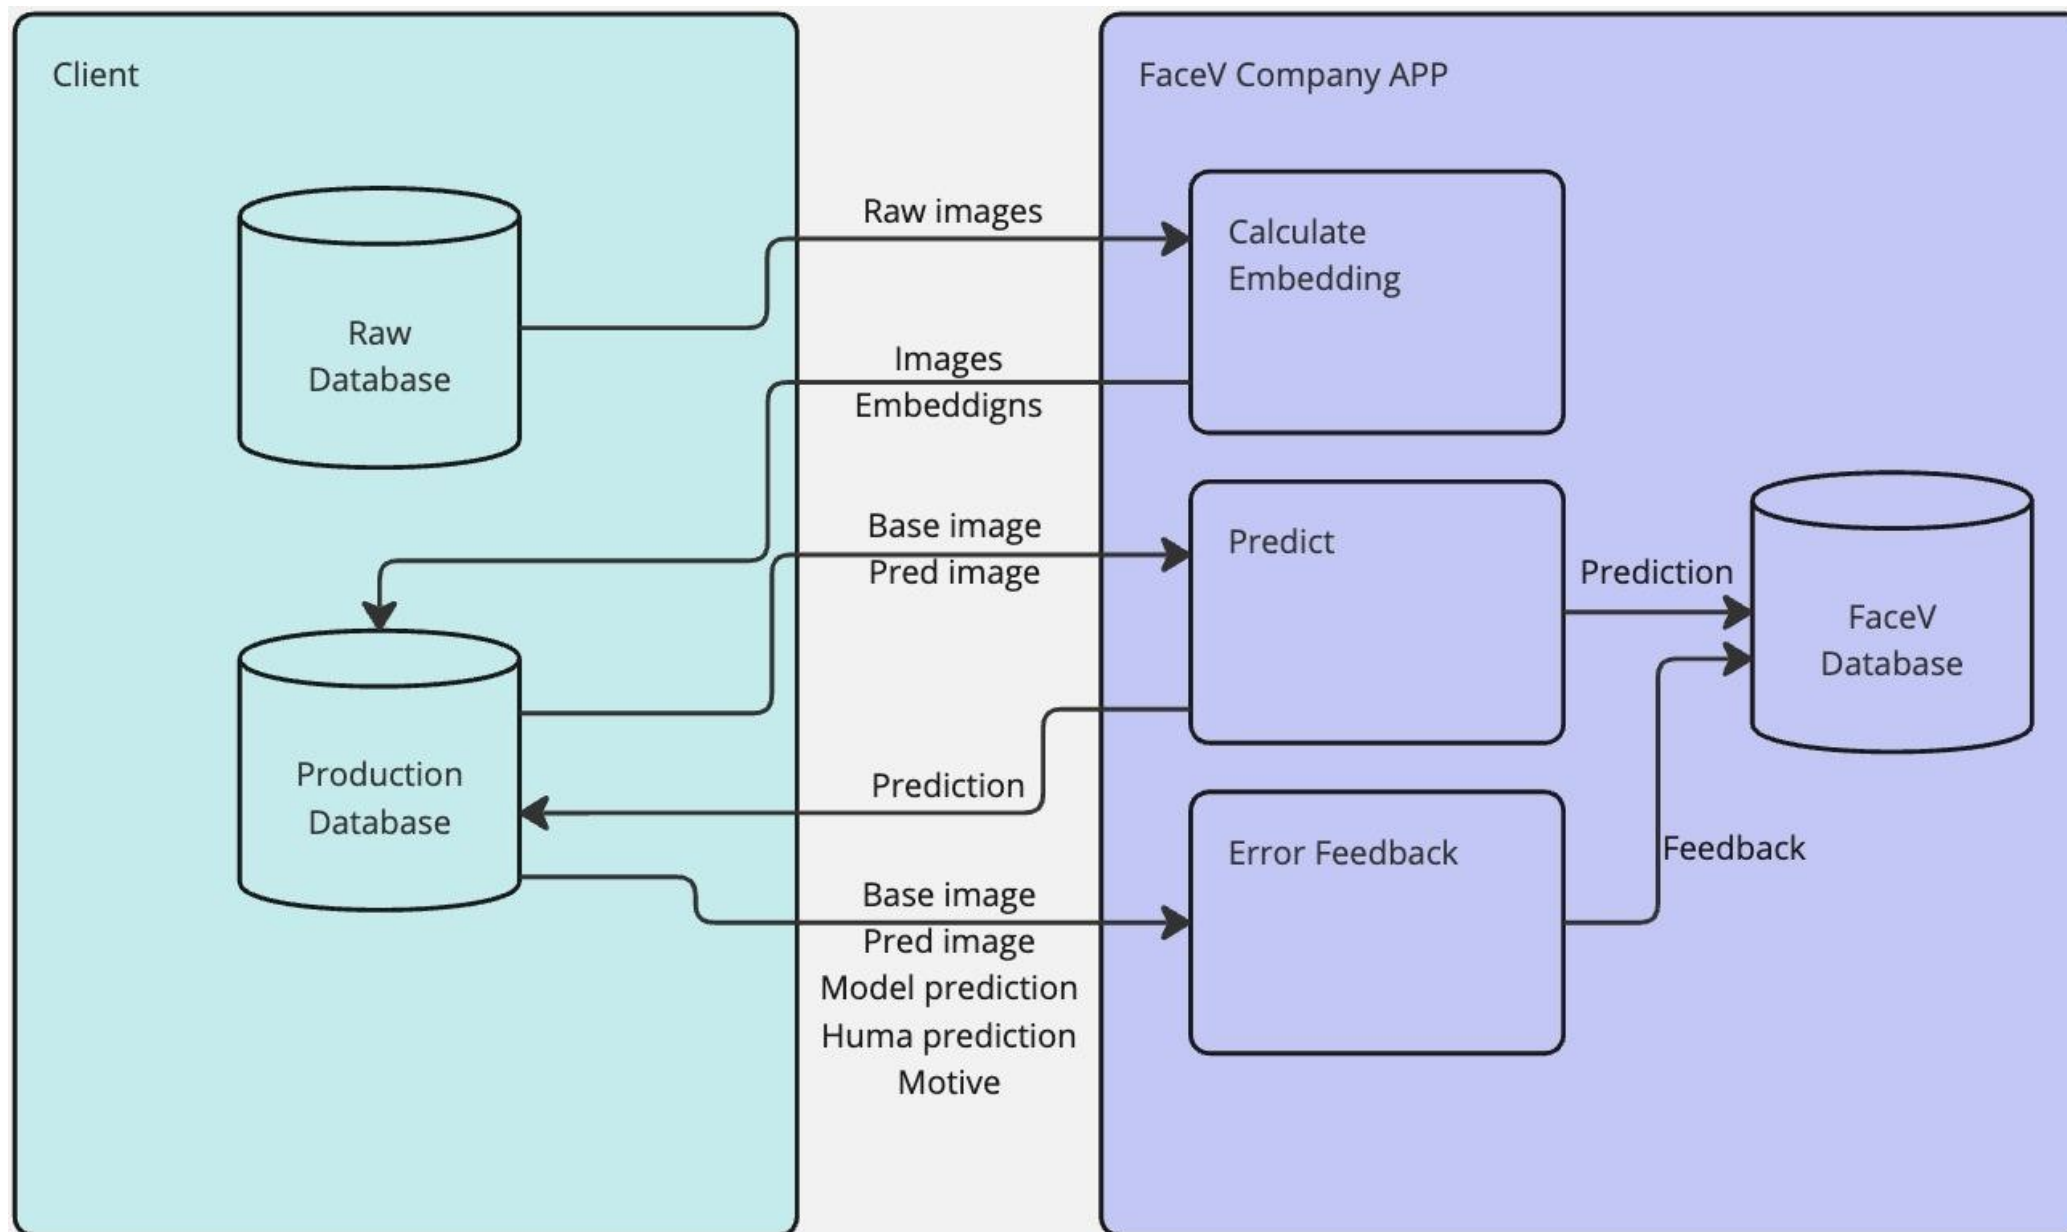 Client
FaceV Company APP
Raw images
Calculate
Embedding
Raw
Database
Images
Embeddigns
Base image
Pred image
Predict
Prediction
FaceV
Database
Production
Database
Prediction
Error Feedback
Feedback
Base image
Pred image
Model prediction
Huma prediction
Motive